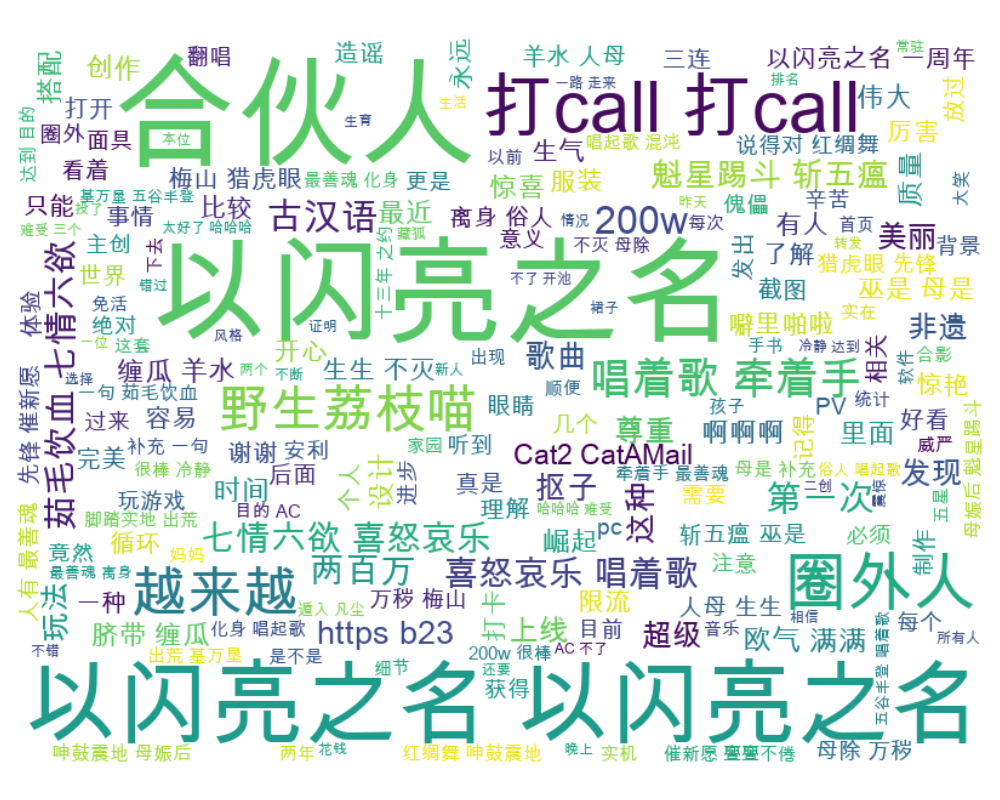 造谣
翻唱
搭配
创作
永远
羊水 人母
三连
以闪亮之名 一周年
常驻
合伙人
打call 打call
一路 走来
排名
伟大
放过
打开
圈外 面具
生活
生育
本位
达到 目的
看着
以前
生气
唱起歌 混沌
说得对 红绸舞
厉害
梅山 猎虎眼
最善魂 化身
更是
惊喜
服装
魁星踢斗 斩五瘟
质量
大笑
基万垦 五谷半登
昨天
傀儡
辛苦
只能
投了
事情
比较
古汉语
最近
离身 俗人
情况
200w
每次
有人
首页
美丽
难受 三个
太好了 哈哈哈
藏狐
意义
不灭 母除
发出
转发
背景
主创
下去
十三年 之约
了解
猎虎眼 先锋
世界
错过
以闪亮之名
不了 开池
截图
巫是 母是
茹毛饮血 七情六欲
体验
免活
裙子
噼里啪啦
实在
绝对
一位
这套
风格
证明
非遗
开心
歌曲
手书
冷静 达到
相关
软件
合影
缠瓜 羊水
两个
生生 不灭
新人
出现
唱着歌 牵着手
惊艳
先锋 催新愿
选择
一句 茹毛饮血
不断
顺便
野生荔枝喵
眼睛
孩子
PV
统计
过来
容易
几个
尊重
啊啊啊
记得
里面
好看
威严
完美
补充 一句
谢谢 安利
家园
听到
Cat2 CatAMail
很棒 冷静
后面
个人
设计
进步
真是
抠子
牵着手 最善魂
母是 补充
俗人 唱起歌
发现
玩游戏
时间
目的 AC
哈哈哈 难受
理解
这种
需要
第一次
二创
震惊
五星
母娠后 魁星踢斗
人有 最善魂
脚踏实地 出荒
七情六欲 喜怒哀乐
崛起
pc
斩五瘟 巫是
必须
竟然
循环
妈妈
制作
最善魂 离身
越来越
两百万
喜怒哀乐 唱着歌
注意
圈外人
玩法
一种
遁入 凡尘
万秽 梅山
打卡
限流
人母 生生
相信
五谷半登 唱着歌
每个
脐带 缠瓜
化身 唱起歌
https b23
上线
目前
超级
音乐
欧气 满满
所有人
不错
出荒 基万垦
是不是
细节
200w 很棒
AC 不了
还要
获得
以闪亮之名 以闪亮之名
呻鼓震地 母娠后
两年
花钱
红绸舞 呻鼓震地
晚上
实机
催新愿 亹亹不倦
母除 万秽